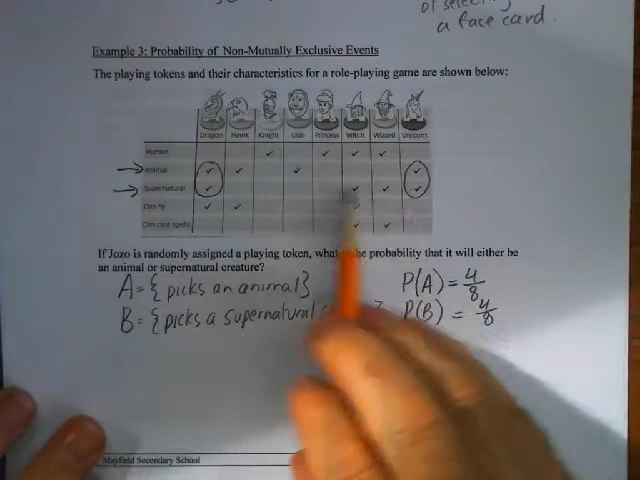 of selecting
a face card.
Example 3: Probability of Non-Mutually Exclusive Events
The playing tokens and their characteristics for a role-playing game are shown below:
Dragon Hawk Knight Lion Princess Witch Wizard Unicorn
Human ✓ ✓ ✓ ✓
Animal ✓ ✓ ✓ ✓
Supernatural ✓ ✓ ✓ ✓
Can fly ✓ ✓ ✓
Can cast spells ✓ ✓
If Jozo is randomly assigned a playing token, what the probability that it will either be
an animal or supernatural creature?
A = { picks an animal} P(A) = 4/8
B = { picks a supernatural } P(B) = 4/8
Mayfield Secondary School